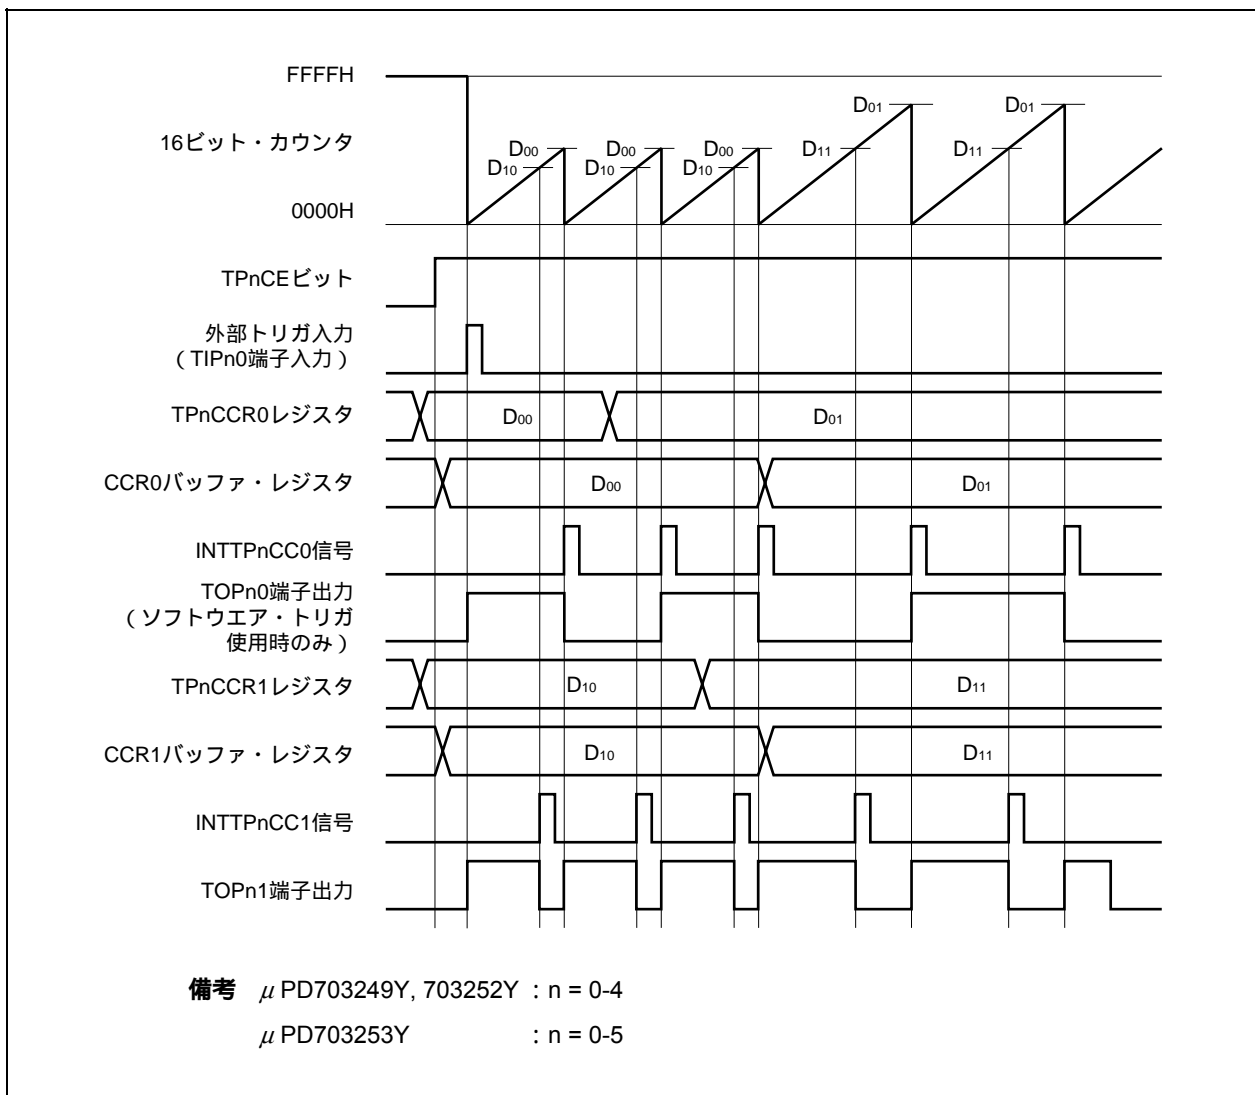 FFFFH
D01 D01
16ビット・カウンタ D00 D00 D00 D11 D11
D10 D10 D10
0000H
TPnCEビット
外部トリガ入力
（TIPn0端子入力）
TPnCCR0レジスタ D00 D01
CCR0バッファ・レジスタ D00 D01
INTTPnCC0信号
TOPn0端子出力
（ソフトウエア・トリガ
使用時のみ）
TPnCCR1レジスタ D10 D11
CCR1バッファ・レジスタ D10 D11
INTTPnCC1信号
TOPn1端子出力
備考 μPD703249Y, 703252Y：n = 0-4
μPD703253Y ：n = 0-5